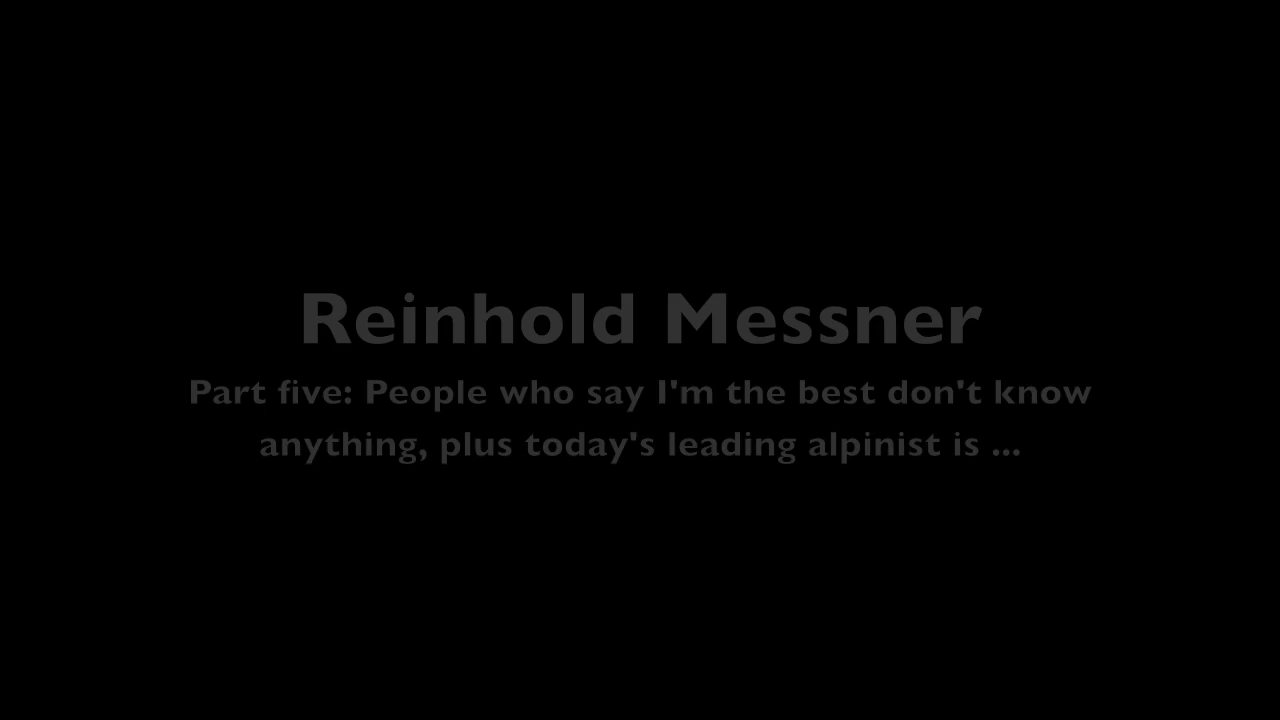 Reinhold Messner
Part five: People who say I'm the best don't know
anything, plus today's leading alpinist is ...